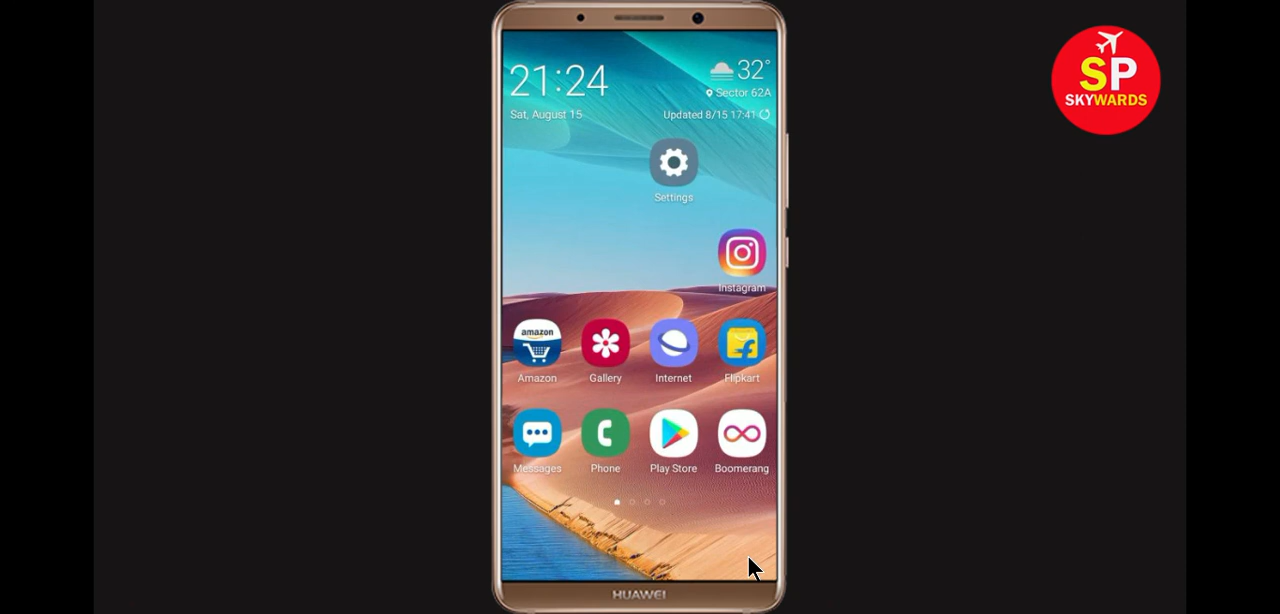 21:24
32°
Sector 62A
Sat, August 15
Updated 8/15 17:41
SP
SKYWARDS
Settings
Instagram
amazon
Amazon
Gallery
Internet
Flipkart
Messages
Phone
Play Store
Boomerang
HUAWEI